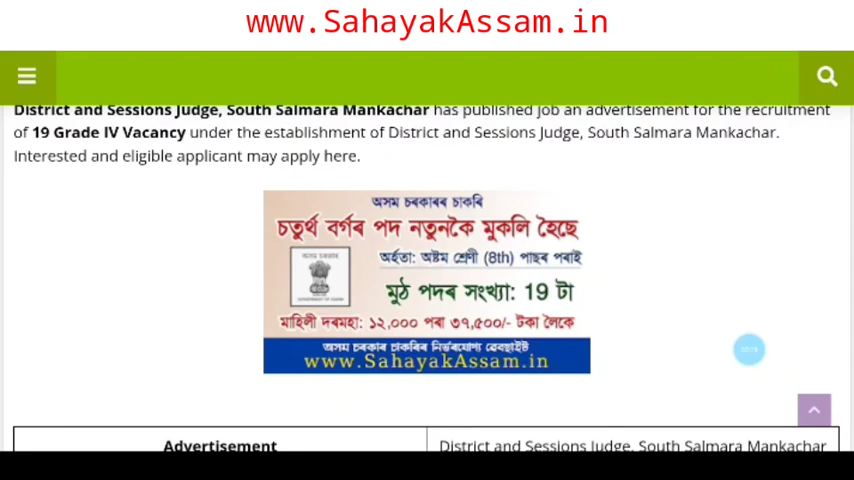 www.SahayakAssam.in
District and Sessions Judge, South Salmara Mankachar has published job an advertisement for the recruitment
of 19 Grade IV Vacancy under the establishment of District and Sessions Judge, South Salmara Mankachar.
Interested and eligible applicant may apply here.
অসম চৰকাৰৰ চাকৰি
চতুৰ্থ বৰ্গৰ পদ নতুনকৈ মুকলি হৈছে
অৰ্হতা: অষ্টম শ্ৰেণী (8th) পাছৰ পৰাই
মুঠ পদৰ সংখ্যা: 19 টা
মাহিলী দৰমহা: ১২,০০০ পৰা ৩৭,৫০০/- টকা লৈকে
অসম চৰকাৰ চাকৰিৰ নিৰ্ভৰযোগ্য ৱেবছাইট
www.SahayakAssam.in
Advertisement
District and Sessions Judge, South Salmara Mankachar